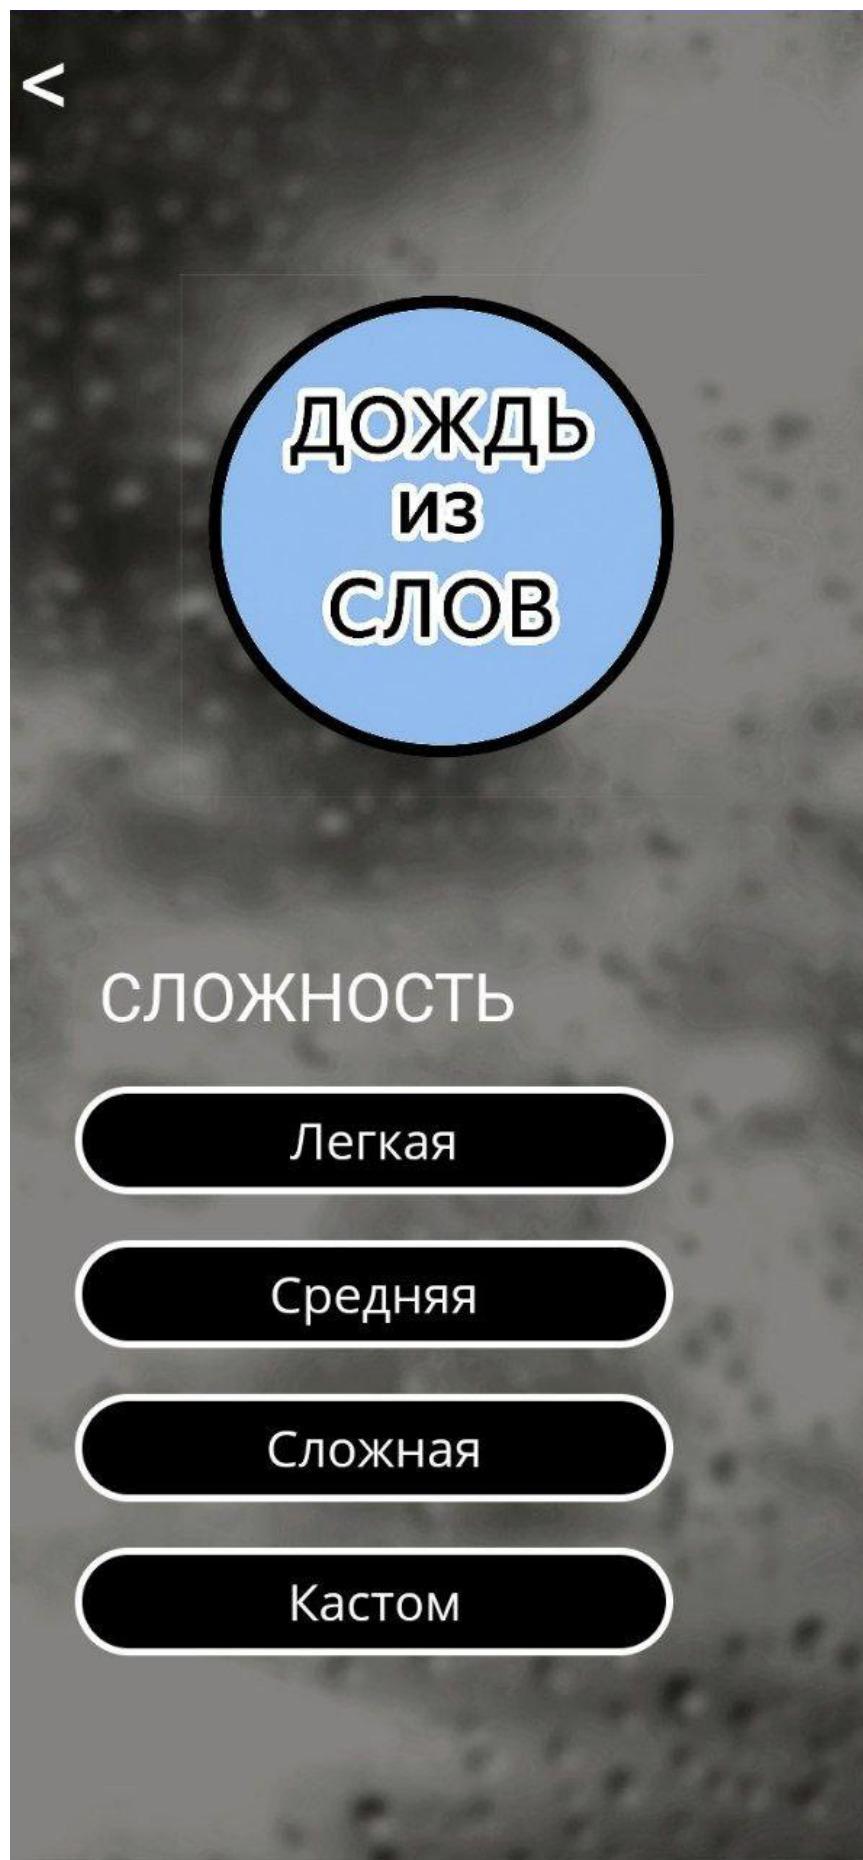 <
ДОЖДЬ
из
СЛОВ
СЛОЖНОСТЬ
Легкая
Средняя
Сложная
Кастом